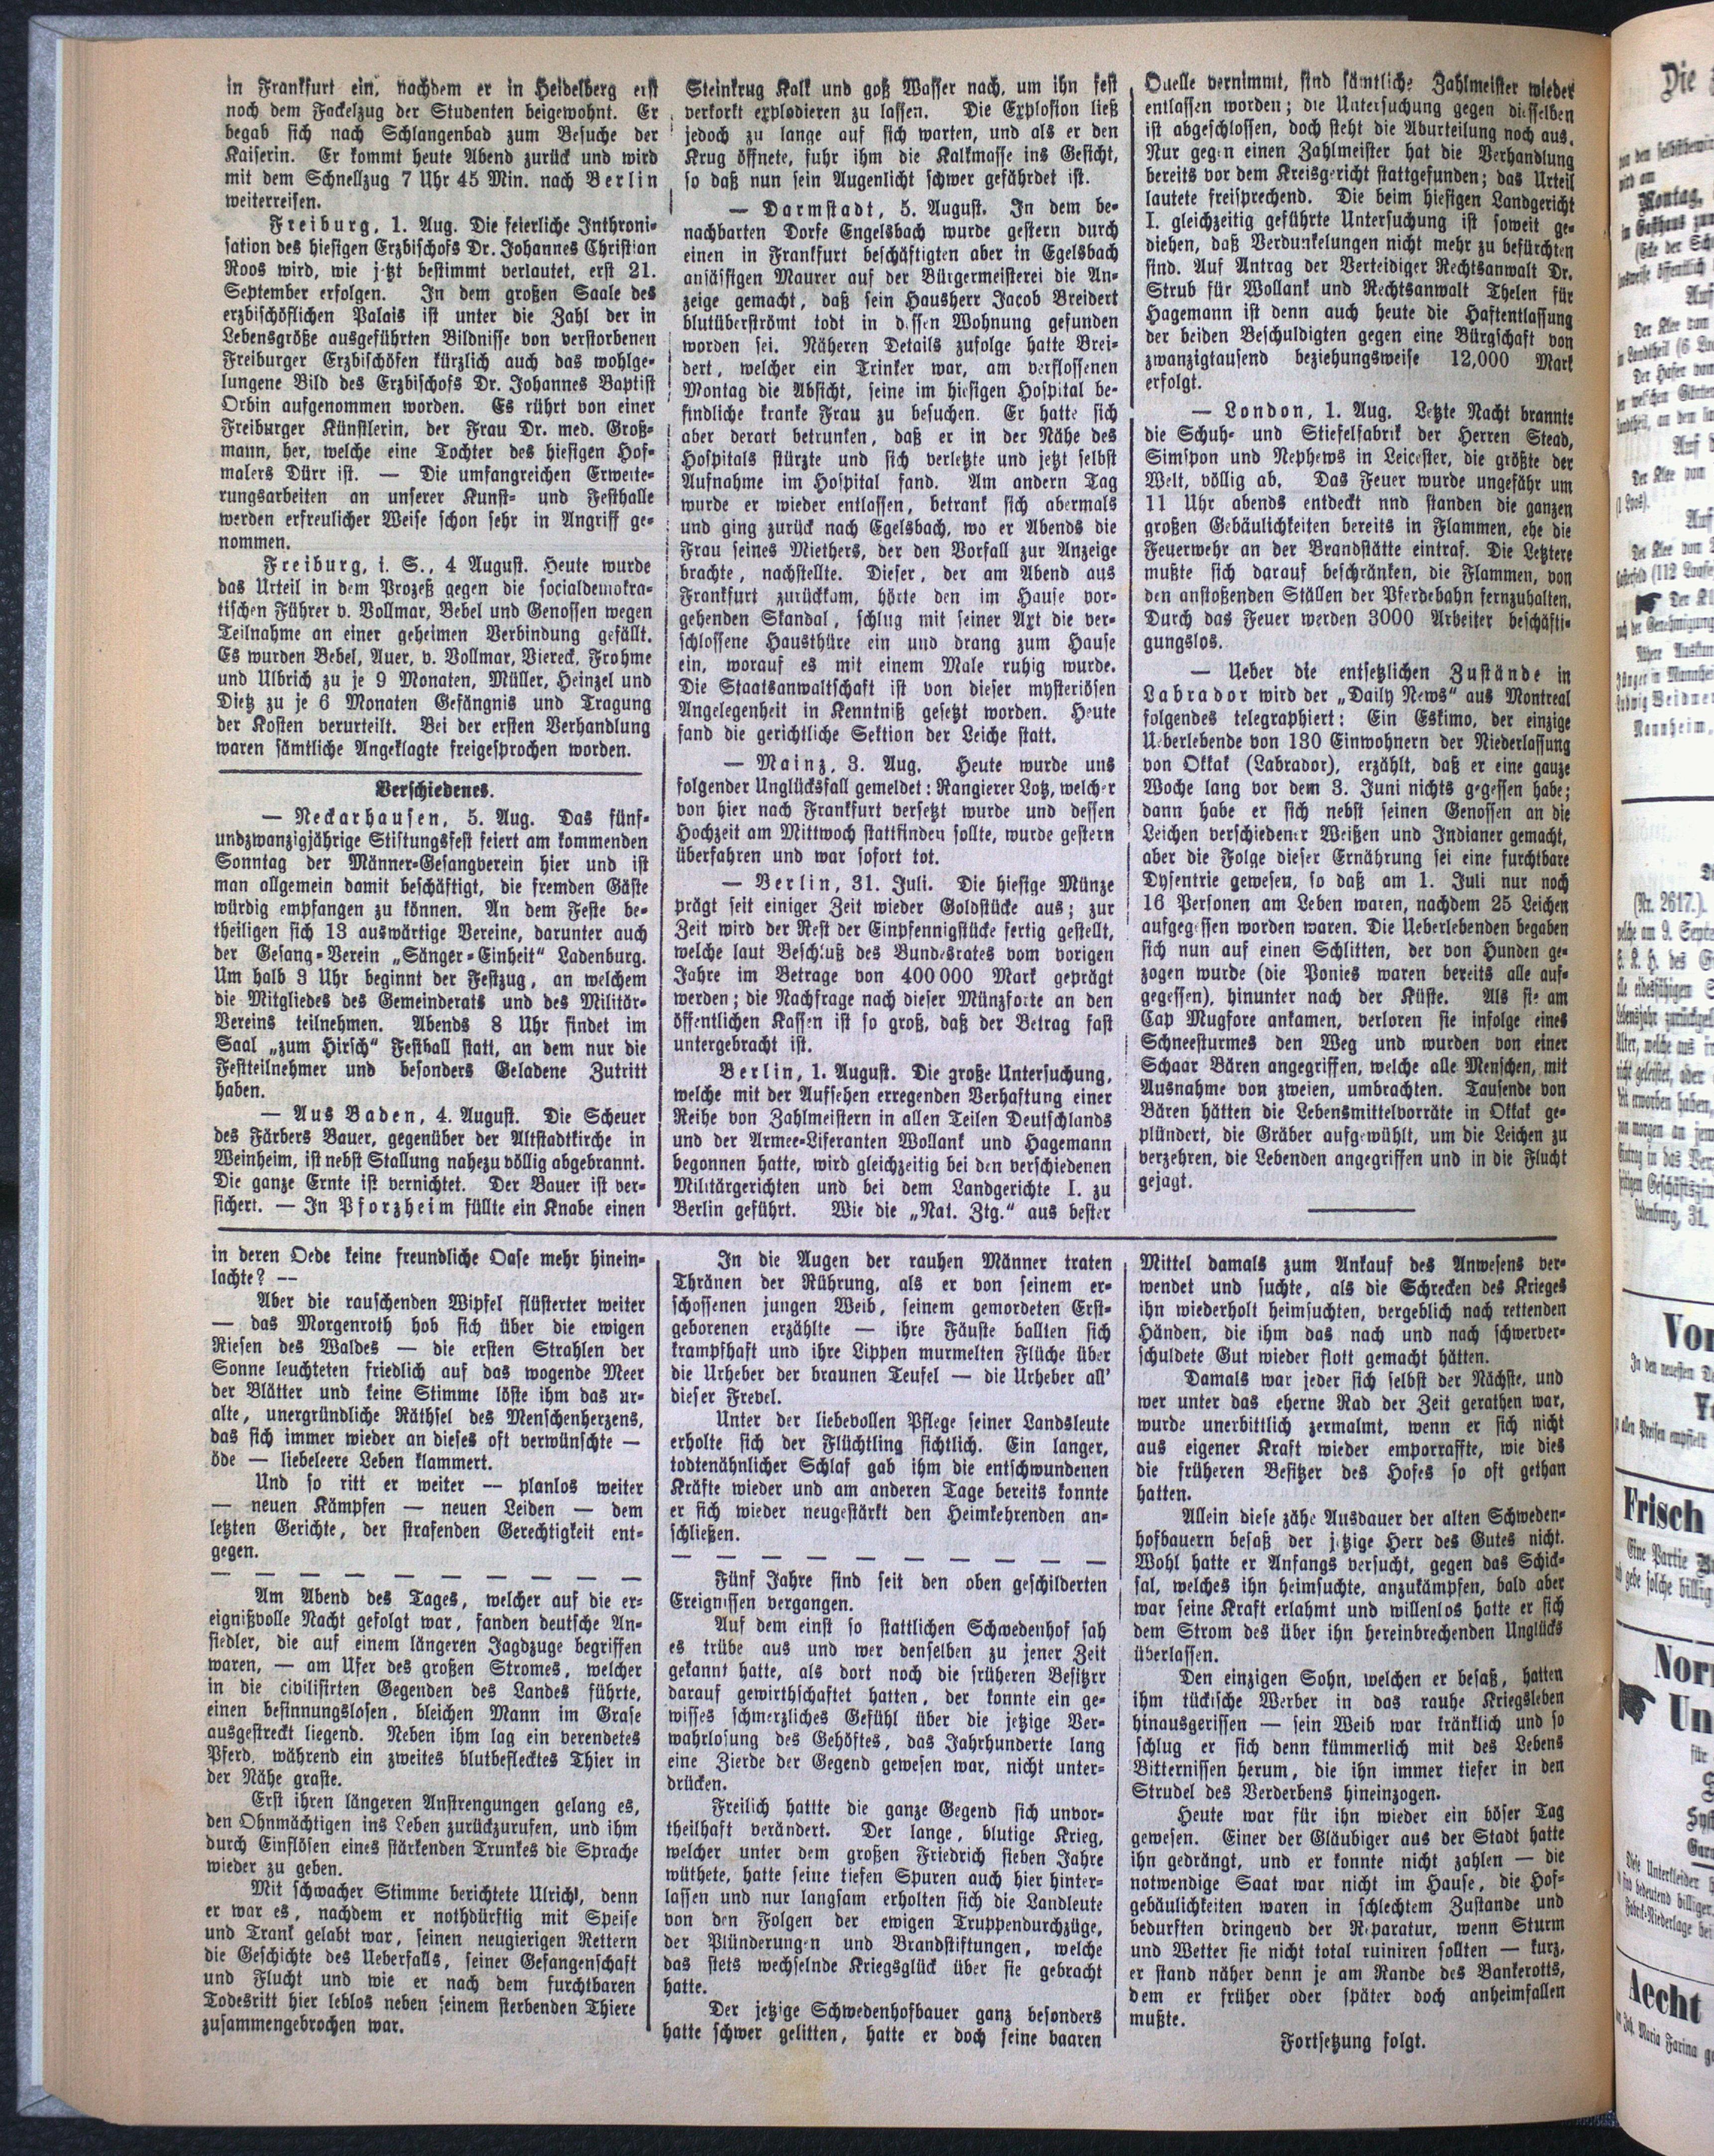 in Frankfurt ein, nachdem er in Heidelberg erst
noch dem Fackelzug der Studenten beigewohnt. Er
begab sich nach Schlangenbad zum Besuche der
Kaiserin. Er kommt heute Abend zurück und wird
mit dem Schnellzug 7 Uhr 45 Min. nach Berlin
weiterreisen.
Freiburg, 1. Aug. Die feierliche Inthroni-
sation des hiesigen Erzbischofs Dr. Johannes Christian
Roos wird, wie jetzt bestimmt verlautet, erst 21.
September erfolgen. In dem großen Saale des
erzbischöflichen Palais ist unter die Zahl der in
Lebensgröße ausgeführten Bildnisse von verstorbenen
Freiburger Erzbischöfen kürzlich auch das wohlge-
lungene Bild des Erzbischofs Dr. Johannes Baptist
Orbin aufgenommen worden. Es rührt von einer
Freiburger Künstlerin, der Frau Dr. med. Groß-
mann, her, welche eine Tochter des hiesigen Hof-
malers Dürr ist. — Die umfangreichen Erweite-
rungsarbeiten an unserer Kunst- und Festhalle
werden erfreulicher Weise schon sehr in Angriff ge-
nommen.
Freiburg, i. S., 4 August. Heute wurde
das Urteil in dem Prozeß gegen die socialdemokra-
tischen Führer v. Vollmar, Bebel und Genossen wegen
Teilnahme an einer geheimen Verbindung gefällt.
Es wurden Bebel, Auer, v. Vollmar, Viereck, Frohme
und Ulbrich zu je 9 Monaten, Müller, Heinzel und
Dietz zu je 6 Monaten Gefängnis und Tragung
der Kosten verurteilt. Bei der ersten Verhandlung
waren sämtliche Angeklagte freigesprochen worden.
Verschiedenes.
— Neckarhausen, 5. Aug. Das fünf-
undzwanzigjährige Stiftungsfest feiert am kommenden
Sonntag der Männer-Gesangverein hier und ist
man allgemein damit beschäftigt, die fremden Gäste
würdig empfangen zu können. An dem Feste be-
theiligen sich 13 auswärtige Vereine, darunter auch
der Gesang-Verein „Sänger-Einheit“ Ladenburg.
Um halb 3 Uhr beginnt der Festzug, an welchem
die Mitgliedes des Gemeinderats und des Militär-
Vereins teilnehmen. Abends 8 Uhr findet im
Saal „zum Hirsch“ Festball statt, an dem nur die
Festteilnehmer und besonders Geladene Zutritt
haben.
— Aus Baden, 4. August. Die Scheuer
des Färbers Bauer, gegenüber der Altstadtkirche in
Weinheim, ist nebst Stallung nahezu völlig abgebrannt.
Die ganze Ernte ist vernichtet. Der Bauer ist ver-
sichert. — In Pforzheim füllte ein Knabe einen
Steinkrug Kalk und goß Wasser nach, um ihn fest
verkorkt explodieren zu lassen. Die Explosion ließ
jedoch zu lange auf sich warten, und als er den
Krug öffnete, fuhr ihm die Kalkmasse ins Gesicht,
so daß nun sein Augenlicht schwer gefährdet ist.
— Darmstadt, 5. August. In dem be-
nachbarten Dorfe Engelsbach wurde gestern durch
einen in Frankfurt beschäftigten aber in Egelsbach
ansässigen Maurer auf der Bürgermeisterei die An-
zeige gemacht, daß sein Hausherr Jacob Breidert
blutüberströmt todt in dessen Wohnung gefunden
worden sei. Näheren Details zufolge hatte Brei-
dert, welcher ein Trinker war, am verflossenen
Montag die Absicht, seine im hiesigen Hospital be-
findliche kranke Frau zu besuchen. Er hatte sich
aber derart betrunken, daß er in der Nähe des
Hospitals stürzte und sich verletzte und jetzt selbst
Aufnahme im Hospital fand. Am andern Tag
wurde er wieder entlassen, betrank sich abermals
und ging zurück nach Egelsbach, wo er Abends die
Frau seines Miethers, der den Vorfall zur Anzeige
brachte, nachstellte. Dieser, der am Abend aus
Frankfurt zurückkam, hörte den im Hause vor-
gehenden Skandal, schlug mit seiner Axt die ver-
schlossene Hausthüre ein und drang zum Hause
ein, worauf es mit einem Male ruhig wurde.
Die Staatsanwaltschaft ist von dieser mysteriösen
Angelegenheit in Kenntniß gesetzt worden. Heute
fand die gerichtliche Sektion der Leiche statt.
— Mainz, 3. Aug. Heute wurde uns
folgender Unglücksfall gemeldet: Rangierer Lotz, welcher
von hier nach Frankfurt versetzt wurde und dessen
Hochzeit am Mittwoch stattfinden sollte, wurde gestern
überfahren und war sofort tot.
— Berlin, 31. Juli. Die hiesige Münze
prägt seit einiger Zeit wieder Goldstücke aus; zur
Zeit wird der Rest der Einpfennigstücke fertig gestellt,
welche laut Beschluß des Bundesrates vom vorigen
Jahre im Betrage von 400 000 Mark geprägt
werden; die Nachfrage nach dieser Münzsorte an den
öffentlichen Kassen ist so groß, daß der Betrag fast
untergebracht ist.
Berlin, 1. August. Die große Untersuchung,
welche mit der Aufsehen erregenden Verhaftung einer
Reihe von Zahlmeistern in allen Teilen Deutschlands
und der Armee-Liferanten Wollank und Hagemann
begonnen hatte, wird gleichzeitig bei den verschiedenen
Militärgerichten und bei dem Landgerichte I. zu
Berlin geführt. Wie die „Nat. Ztg.“ aus bester
Quelle vernimmt, sind sämtliche Zahlmeister wieder
entlassen worden; die Untersuchung gegen dieselben
ist abgeschlossen, doch steht die Aburteilung noch aus.
Nur gegen einen Zahlmeister hat die Verhandlung
bereits vor dem Kreisgericht stattgefunden; das Urteil
lautete freisprechend. Die beim hiesigen Landgericht
I. gleichzeitig geführte Untersuchung ist soweit ge-
diehen, daß Verdunkelungen nicht mehr zu befürchten
sind. Auf Antrag der Verteidiger Rechtsanwalt Dr.
Strub für Wollank und Rechtsanwalt Thelen für
Hagemann ist denn auch heute die Haftentlassung
der beiden Beschuldigten gegen eine Bürgschaft von
zwanzigtausend beziehungsweise 12,000 Mark
erfolgt.
— London, 1. Aug. Letzte Nacht brannte
die Schuh- und Stiefelfabrik der Herren Stead,
Simspon und Nephews in Leicester, die größte der
Welt, völlig ab. Das Feuer wurde ungefähr um
11 Uhr abends entdeckt nnd standen die ganzen
großen Gebäulichkeiten bereits in Flammen, ehe die
Feuerwehr an der Brandstätte eintraf. Die Letztere
mußte sich darauf beschränken, die Flammen, von
den anstoßenden Ställen der Pferdebahn fernzuhalten.
Durch das Feuer werden 3000 Arbeiter beschäfti-
gungslos.
— Ueber die entsetzlichen Zustände in
Labrador wird der „Daily News“ aus Montreal
folgendes telegraphiert: Ein Eskimo, der einzige
Ueberlebende von 130 Einwohnern der Niederlassung
von Okkak (Labrador), erzählt, daß er eine ganze
Woche lang vor dem 3. Juni nichts gegessen habe;
dann habe er sich nebst seinen Genossen an die
Leichen verschiedener Weißen und Indianer gemacht,
aber die Folge dieser Ernährung sei eine furchtbare
Dysentrie gewesen, so daß am 1. Juli nur noch
16 Personen am Leben waren, nachdem 25 Leichen
aufgegessen worden waren. Die Ueberlebenden begaben
sich nun auf einen Schlitten, der von Hunden ge-
zogen wurde (die Ponies waren bereits alle auf-
gegessen), hinunter nach der Küste. Als sie am
Cap Mugfore ankamen, verloren sie infolge eines
Schneesturmes den Weg und wurden von einer
Schaar Bären angegriffen, welche alle Menschen, mit
Ausnahme von zweien, umbrachten. Tausende von
Bären hätten die Lebensmittelvorräte in Okkak ge-
plündert, die Gräber aufgewühlt, um die Leichen zu
verzehren, die Lebenden angegriffen und in die Flucht
gejagt.
in deren Oede keine freundliche Oase mehr hinein-
lachte? —
Aber die rauschenden Wipfel flüsterter weiter
— das Morgenroth hob sich über die ewigen
Riesen des Waldes — die ersten Strahlen der
Sonne leuchteten friedlich auf das wogende Meer
der Blätter und keine Stimme löste ihm das ur-
alte, unergründliche Räthsel des Menschenherzens,
das sich immer wieder an dieses oft verwünschte —
öde — liebeleere Leben klammert.
Und so ritt er weiter — planlos weiter
— neuen Kämpfen — neuen Leiden — dem
letzten Gerichte, der strafenden Gerechtigkeit ent-
gegen.
— — — — — — — — — —
Am Abend des Tages, welcher auf die er-
eignißvolle Nacht gefolgt war, fanden deutsche An-
siedler, die auf einem längeren Jagdzuge begriffen
waren, — am Ufer des großen Stromes, welcher
in die civilisirten Gegenden des Landes führte,
einen besinnungslosen, bleichen Mann im Grase
ausgestreckt liegend. Neben ihm lag ein verendetes
Pferd, während ein zweites blutbeflecktes Thier in
der Nähe graste.
Erst ihren längeren Anstrengungen gelang es,
den Ohnmächtigen ins Leben zurückzurufen, und ihm
durch Einflösen eines stärkenden Trunkes die Sprache
wieder zu geben.
Mit schwacher Stimme berichtete Ulrich, denn
er war es, nachdem er nothdürftig mit Speise
und Trank gelabt war, seinen neugierigen Rettern
die Geschichte des Ueberfalls, seiner Gefangenschaft
und Flucht und wie er nach dem furchtbaren
Todesritt hier leblos neben seinem sterbenden Thiere
zusammengebrochen war.
In die Augen der rauhen Männer traten
Thränen der Rührung, als er von seinem er-
schossenen jungen Weib, seinem gemordeten Erst-
geborenen erzählte — ihre Fäuste ballten sich
krampfhaft und ihre Lippen murmelten Flüche über
die Urheber der braunen Teufel — die Urheber all'
dieser Frevel.
Unter der liebevollen Pflege seiner Landsleute
erholte sich der Flüchtling sichtlich. Ein langer,
todtenähnlicher Schlaf gab ihm die entschwundenen
Kräfte wieder und am anderen Tage bereits konnte
er sich wieder neugestärkt den Heimkehrenden an-
schließen.
— — — — — — — — — —
Fünf Jahre sind seit den oben geschilderten
Ereignissen vergangen.
Auf dem einst so stattlichen Schwedenhof sah
es trübe aus und wer denselben zu jener Zeit
gekannt hatte, als dort noch die früheren Besitzer
darauf gewirthschaftet hatten, der konnte ein ge-
wisses schmerzliches Gefühl über die jetzige Ver-
wahrlosung des Gehöftes, das Jahrhunderte lang
eine Zierde der Gegend gewesen war, nicht unter-
drücken.
Freilich hattte die ganze Gegend sich unvor-
theilhaft verändert. Der lange, blutige Krieg,
welcher unter dem großen Friedrich sieben Jahre
wüthete, hatte seine tiefen Spuren auch hier hinter-
lassen und nur langsam erholten sich die Landleute
von den Folgen der ewigen Truppendurchzüge,
der Plünderungen und Brandstiftungen, welche
das stets wechselnde Kriegsglück über sie gebracht
hatte.
Der jetzige Schwedenhofbauer ganz besonders
hatte schwer gelitten, hatte er doch seine baaren
Mittel damals zum Ankauf des Anwesens ver-
wendet und suchte, als die Schrecken des Krieges
ihn wiederholt heimsuchten, vergeblich nach rettenden
Händen, die ihm das nach und nach schwerver-
schuldete Gut wieder flott gemacht hätten.
Damals war jeder sich selbst der Nächste, und
wer unter das eherne Rad der Zeit gerathen war,
wurde unerbittlich zermalmt, wenn er sich nicht
aus eigener Kraft wieder emporraffte, wie dies
die früheren Besitzer des Hofes so oft gethan
hatten.
Allein diese zähe Ausdauer der alten Schweden-
hofbauern besaß der jetzige Herr des Gutes nicht.
Wohl hatte er Anfangs versucht, gegen das Schick-
sal, welches ihn heimsuchte, anzukämpfen, bald aber
war seine Kraft erlahmt und willenlos hatte er sich
dem Strom des über ihn hereinbrechenden Unglücks
überlassen.
Den einzigen Sohn, welchen er besaß, hatten
ihm tückische Werber in das rauhe Kriegsleben
hinausgerissen — sein Weib war kränklich und so
schlug er sich denn kümmerlich mit des Lebens
Bitternissen herum, die ihn immer tiefer in den
Strudel des Verderbens hineinzogen.
Heute war für ihn wieder ein böser Tag
gewesen. Einer der Gläubiger aus der Stadt hatte
ihn gedrängt, und er konnte nicht zahlen — die
notwendige Saat war nicht im Hause, die Hof-
gebäulichkeiten waren in schlechtem Zustande und
bedurften dringend der Reparatur, wenn Sturm
und Wetter sie nicht total ruiniren sollten — kurz,
er stand näher denn je am Rande des Bankerotts,
dem er früher oder später doch anheimfallen
mußte.
Fortsetzung folgt.
Die
Montag,
(Nr. 2617.)
Frisch
Eine Partie
Aecht